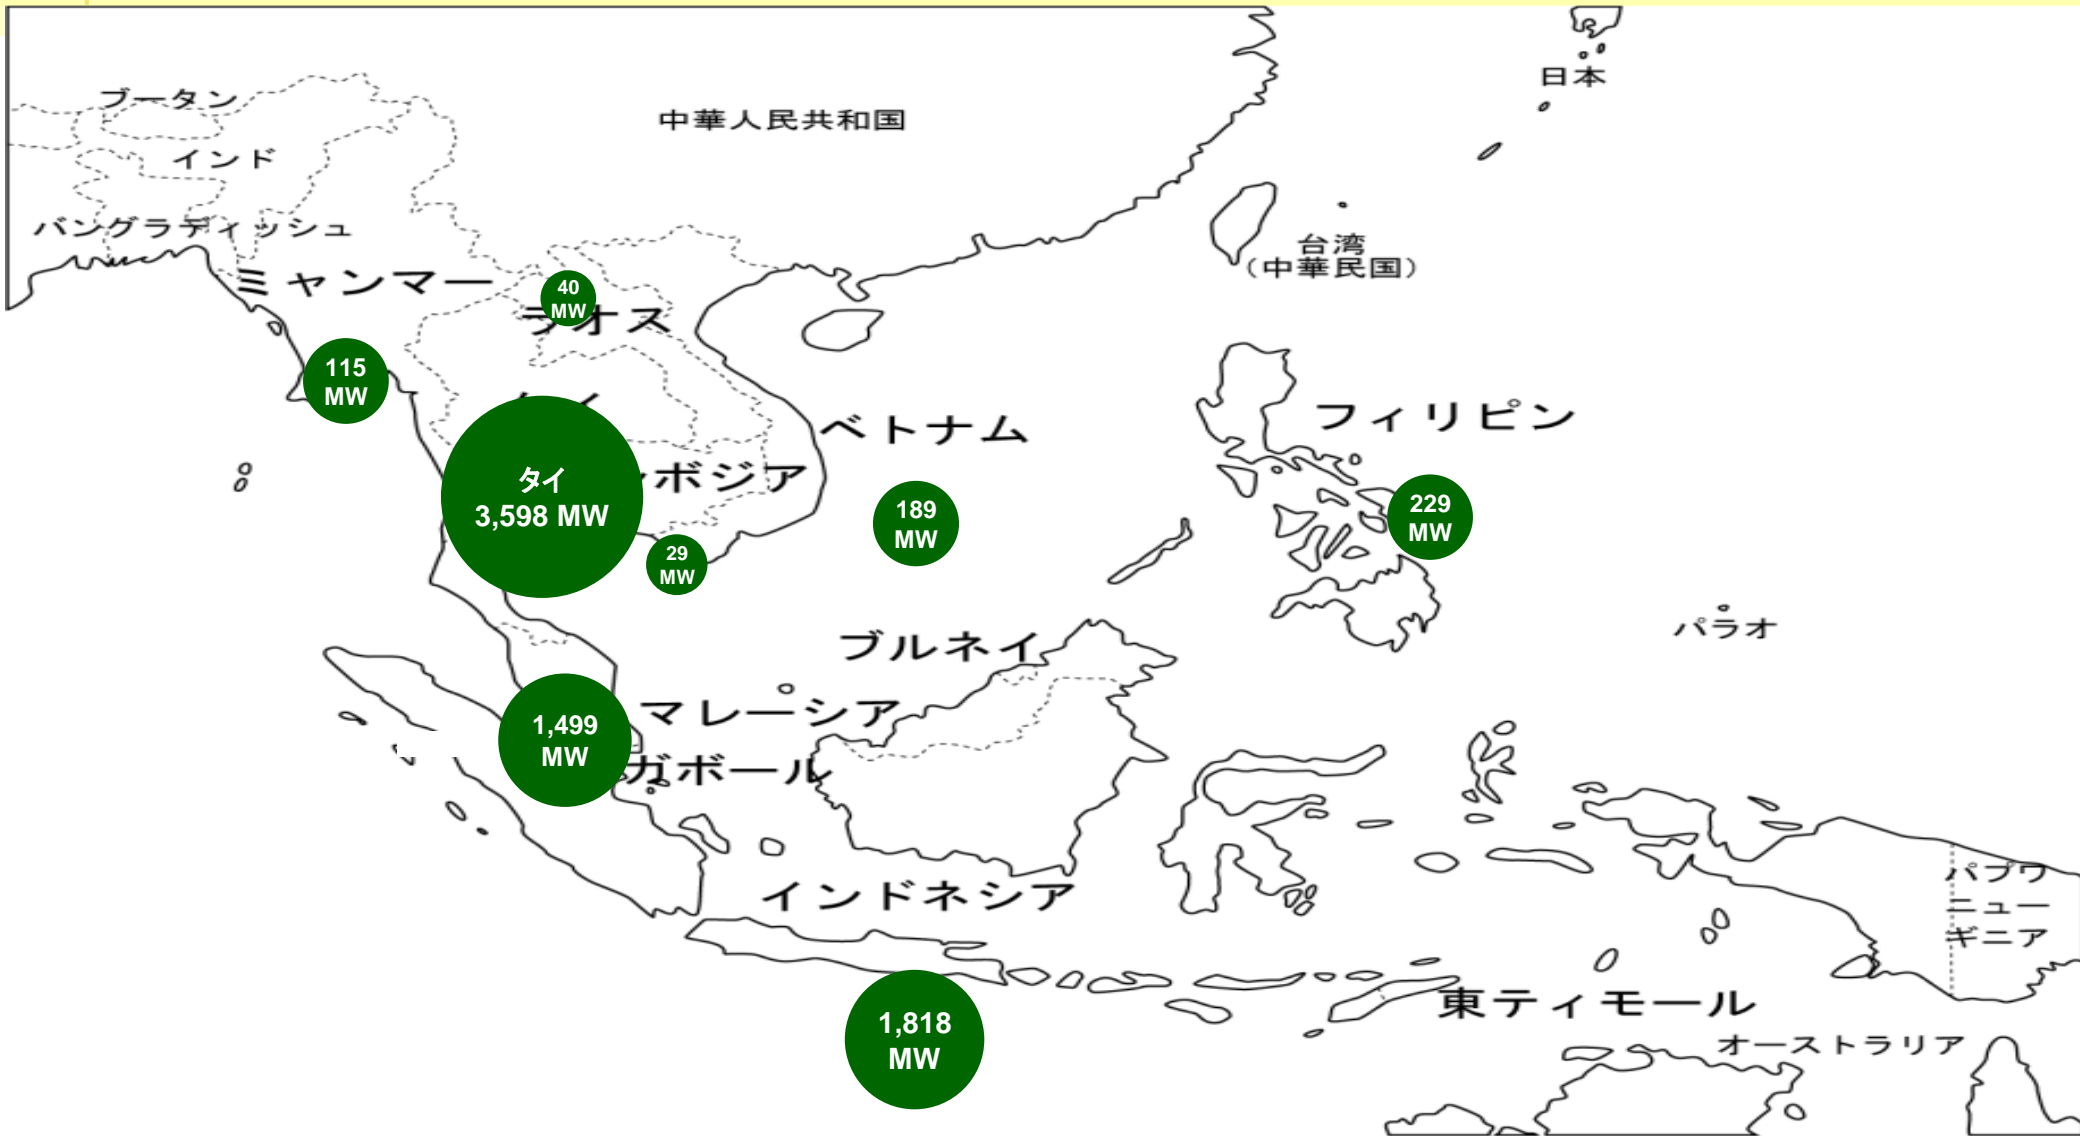 日本
ブータン
中華人民共和国
インド
バングラディッシュ
台湾
（中華民国）
ミャンマー
40
MW
ラオス
115
MW
フィリピン
ベトナム
ボジア
タイ
3,598 MW
189
MW
229
MW
29
MW
パラオ
ブルネイ
マレーシア
1,499
MW
ガポール
パプワ
ニュー
ギニア
インドネシア
東ティモール
1,818
MW
オーストラリア